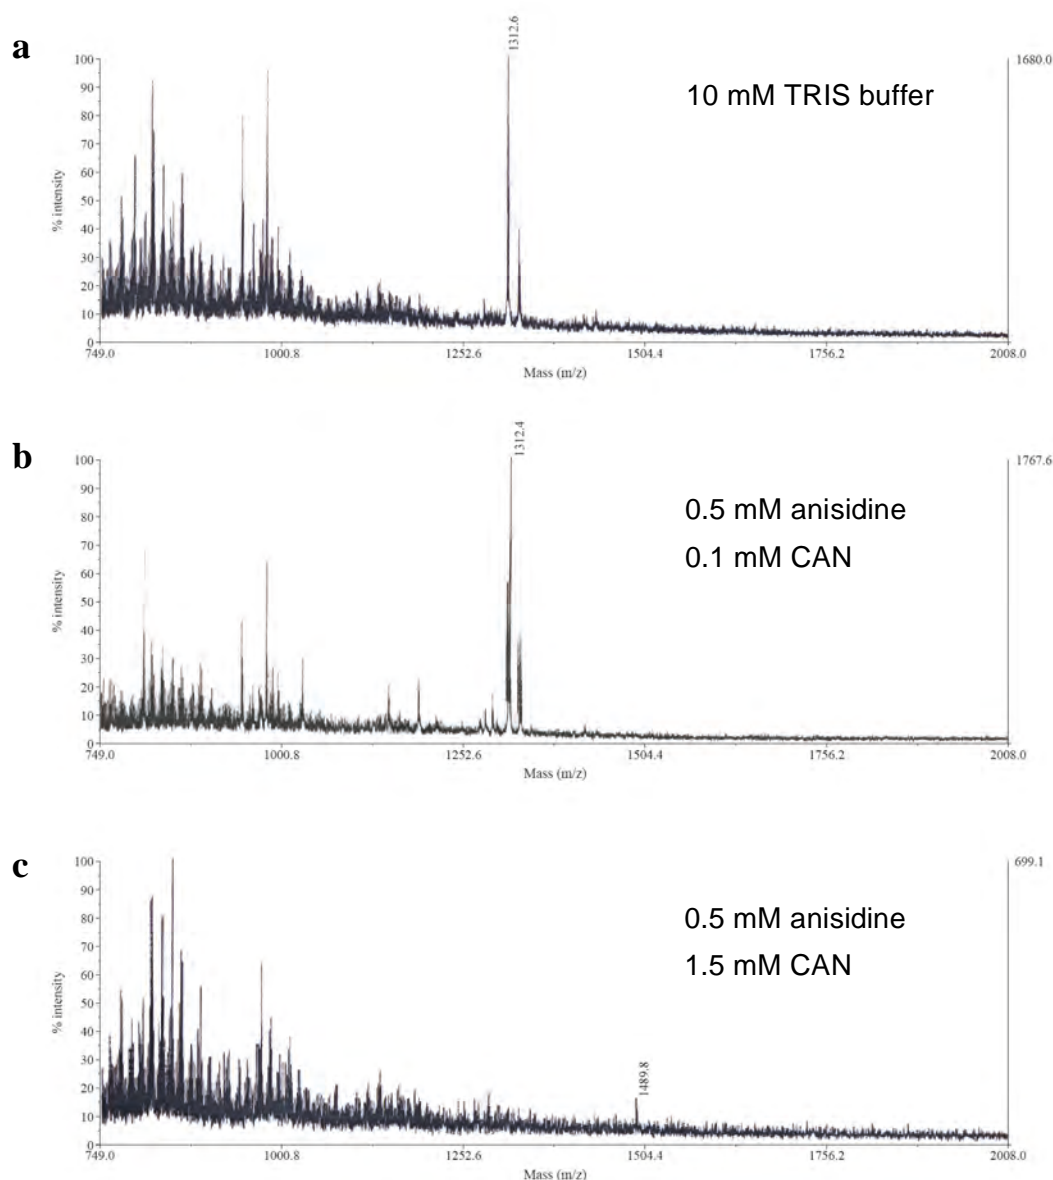 a
1312.6
1680.0
10 mM TRIS buffer
100
90
80
70
60
50
40
30
20
10
0
% intensity
749.0 1000.8 1252.6 1504.4 1756.2 2008.0
Mass (m/z)
b
1312.4
1767.6
0.5 mM anisidine
0.1 mM CAN
100
90
80
70
60
50
40
30
20
10
0
% intensity
749.0 1000.8 1252.6 1504.4 1756.2 2008.0
Mass (m/z)
c
699.1
0.5 mM anisidine
1.5 mM CAN
1489.8
100
90
80
70
60
50
40
30
20
10
0
% intensity
749.0 1000.8 1252.6 1504.4 1756.2 2008.0
Mass (m/z)